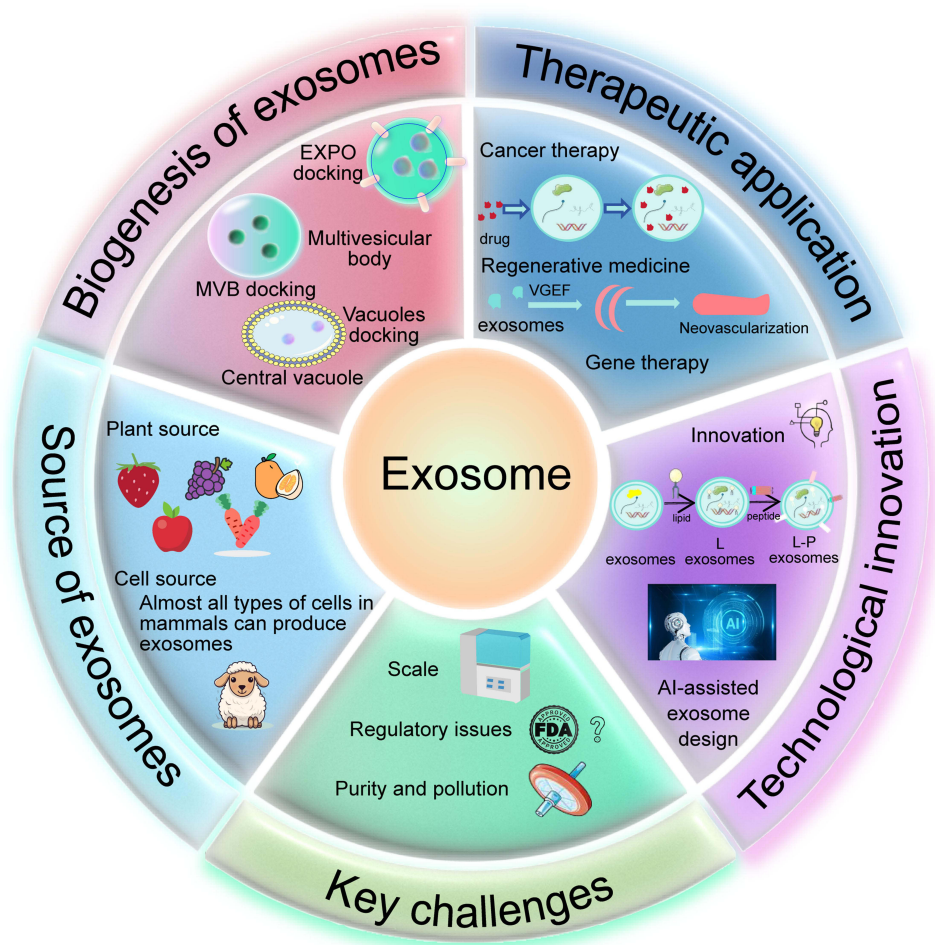 Exosome
Biogenesis of exosomes
EXPO
docking
Multivesicular
body
MVB docking
Vacuoles
docking
Central vacuole
Therapeutic application
Cancer therapy
drug
Regenerative medicine
VGEF
exosomes
Neovascularization
Gene therapy
Technological innovation
Innovation
lipid
peptide
exosomes
L
exosomes
L-P
exosomes
AI
AI-assisted
exosome
design
Key challenges
Scale
Regulatory issues
APPROVED
FDA
APPROVED
?
Purity and pollution
Source of exosomes
Plant source
Cell source
Almost all types of cells in
mammals can produce
exosomes